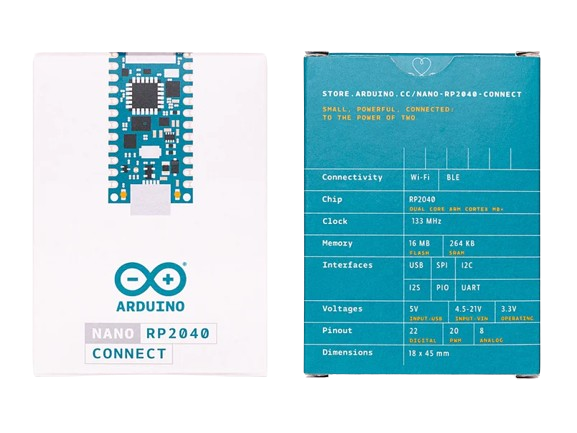 ARDUINO
NANO RP2040
CONNECT
STORE.ARDUINO.CC/NANO-RP2040-CONNECT
SMALL, POWERFUL, CONNECTED:
TO THE POWER OF TWO
Connectivity Wi-Fi BLE
Chip RP2040
DUAL CORE ARM CORTEX M0+
Clock 133 MHz
Memory 16 MB 264 KB
FLASH SRAM
Interfaces USB SPI I2C
I2S PIO UART
Voltages 5V 4.5-21V 3.3V
INPUT-USB INPUT-VIN OPERATING
Pinout 22 20 8
DIGITAL PWM ANALOG
Dimensions 18 x 45 mm